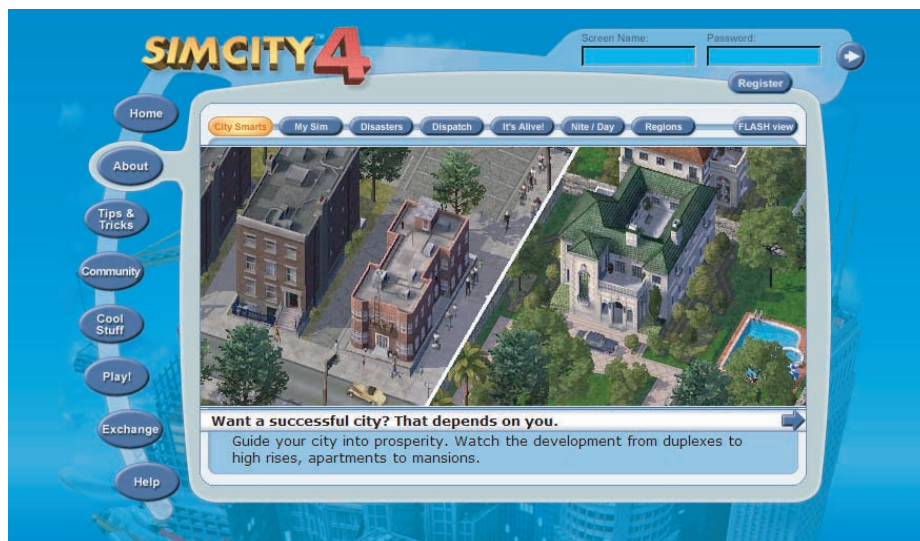 SIMCITY 4
Screen Name:
Password:
Register
City Smarts
My Sim
Disasters
Dispatch
It's Alive!
Nite / Day
Regions
FLASH view
Home
About
Tips &
Tricks
Community
Cool
Stuff
Play!
Exchange
Help
Want a successful city? That depends on you.
Guide your city into prosperity. Watch the development from duplexes to
high rises, apartments to mansions.